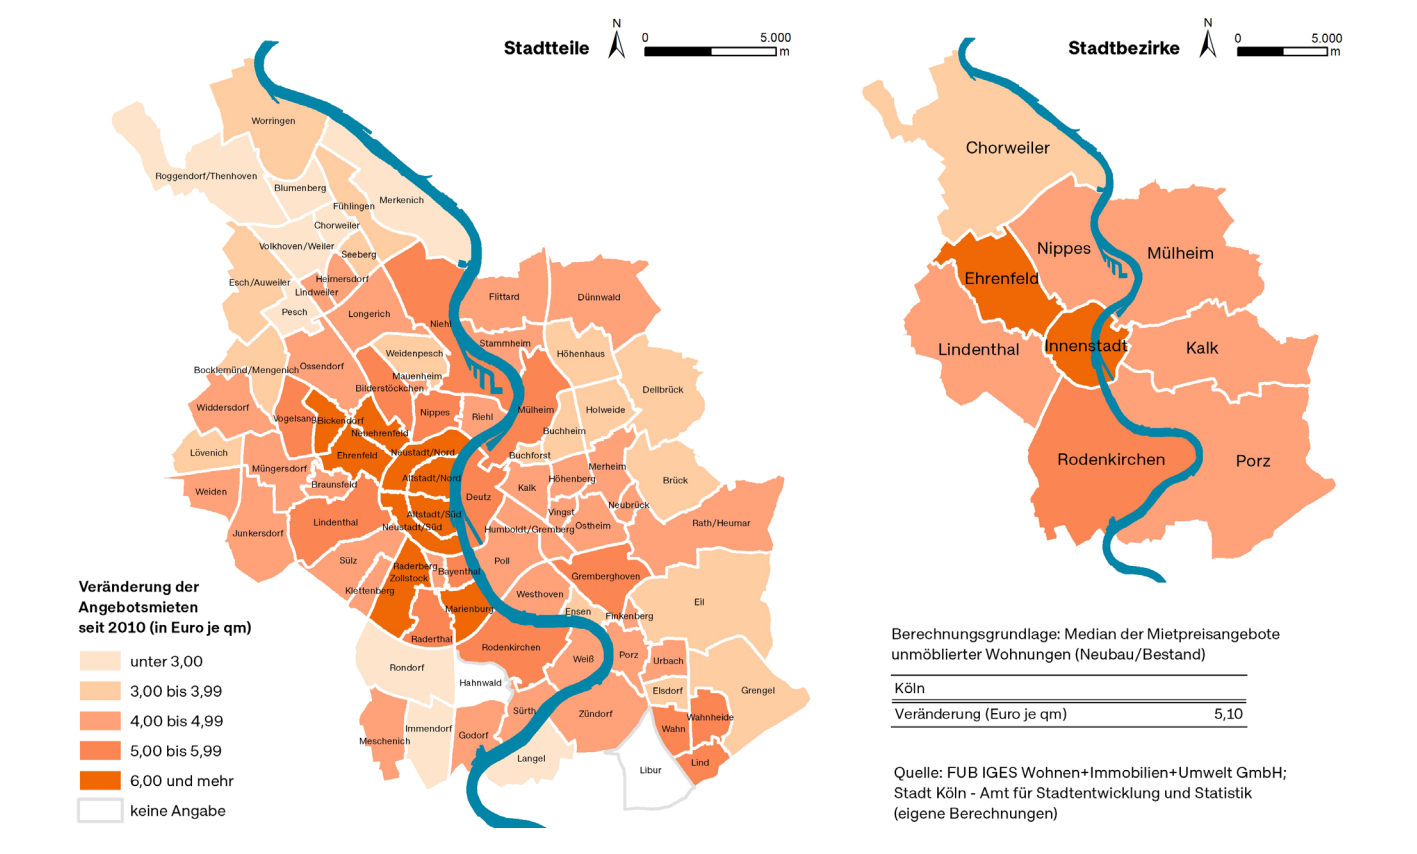 Stadtteile
N
0
5.000
m
Worringen
Roggendorf/Thenhoven
Blumenberg
Fühlingen
Merkenich
Chorweiler
Volkhoven/Weiler
Seeberg
Esch/Auweiler
Heimersdorf
Lindweiler
Pesch
Longerich
Niehl
Flittard
Dünnwald
Stammheim
Weidenpesch
Höhenhaus
Bocklemünd/Mengenich
Ossendorf
Mauenheim
Bilderstöckchen
Dellbrück
Widdersdorf
Vogelsang
Bickendorf
Nippes
Riehl
Mülheim
Holweide
Neuehrenfeld
Buchheim
Lövenich
Ehrenfeld
Neustadt/Nord
Buchforst
Müngersdorf
Merheim
Braunsfeld
Altstadt/Nord
Höhenberg
Brück
Weiden
Kalk
Deutz
Neubrück
Lindenthal
Altstadt/Süd
Vingst
Neustadt/Süd
Humboldt/Gremberg
Ostheim
Rath/Heumar
Junkersdorf
Sülz
Raderberg
Poll
Zollstock
Bayenthal
Gremberghoven
Klettenberg
Westhoven
Marienburg
Ensen
Eil
Finkenberg
Raderthal
Rodenkirchen
Weiß
Porz
Urbach
Rondorf
Hahnwald
Elsdorf
Grengel
Sürth
Zündorf
Wahnheide
Immendorf
Wahn
Meschenich
Godorf
Langel
Lind
Libur
Veränderung der
Angebotsmieten
seit 2010 (in Euro je qm)
unter 3,00
3,00 bis 3,99
4,00 bis 4,99
5,00 bis 5,99
6,00 und mehr
keine Angabe
Stadtbezirke
N
0
5.000
m
Chorweiler
Nippes
Mülheim
Ehrenfeld
Lindenthal
Innenstadt
Kalk
Rodenkirchen
Porz
Berechnungsgrundlage: Median der Mietpreisangebote
unmöblierter Wohnungen (Neubau/Bestand)
Köln
Veränderung (Euro je qm) 5,10
Quelle: FUB IGES Wohnen+Immobilien+Umwelt GmbH;
Stadt Köln - Amt für Stadtentwicklung und Statistik
(eigene Berechnungen)